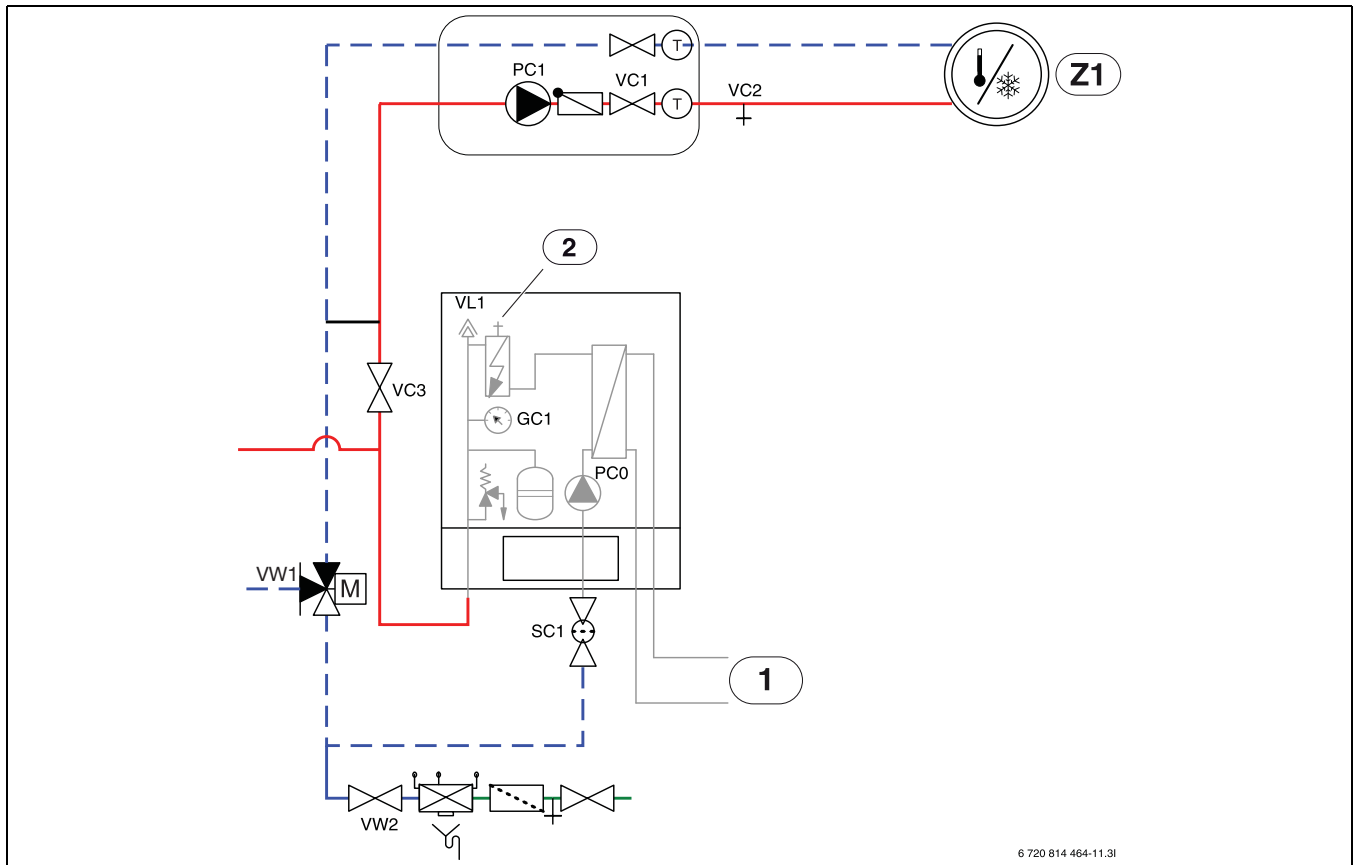 T
PC1
VC1
T
VC2
Z1
2
VL1
VC3
GC1
PC0
VW1
M
SC1
1
VW2
6 720 814 464-11.3I